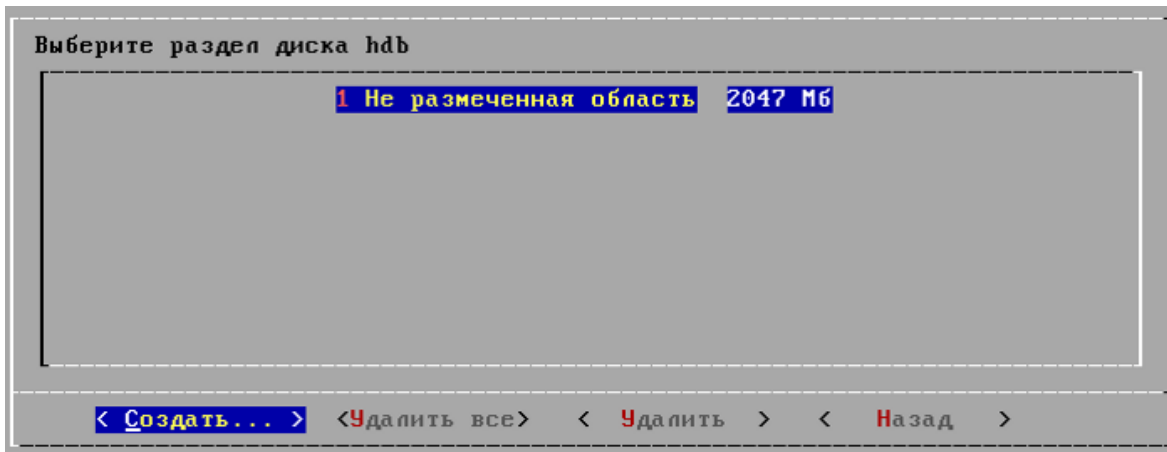 Выберите раздел диска hdb
1 Не размеченная область 2047 Мб
< Создать... > <Удалить все> < Удалить > < Назад >